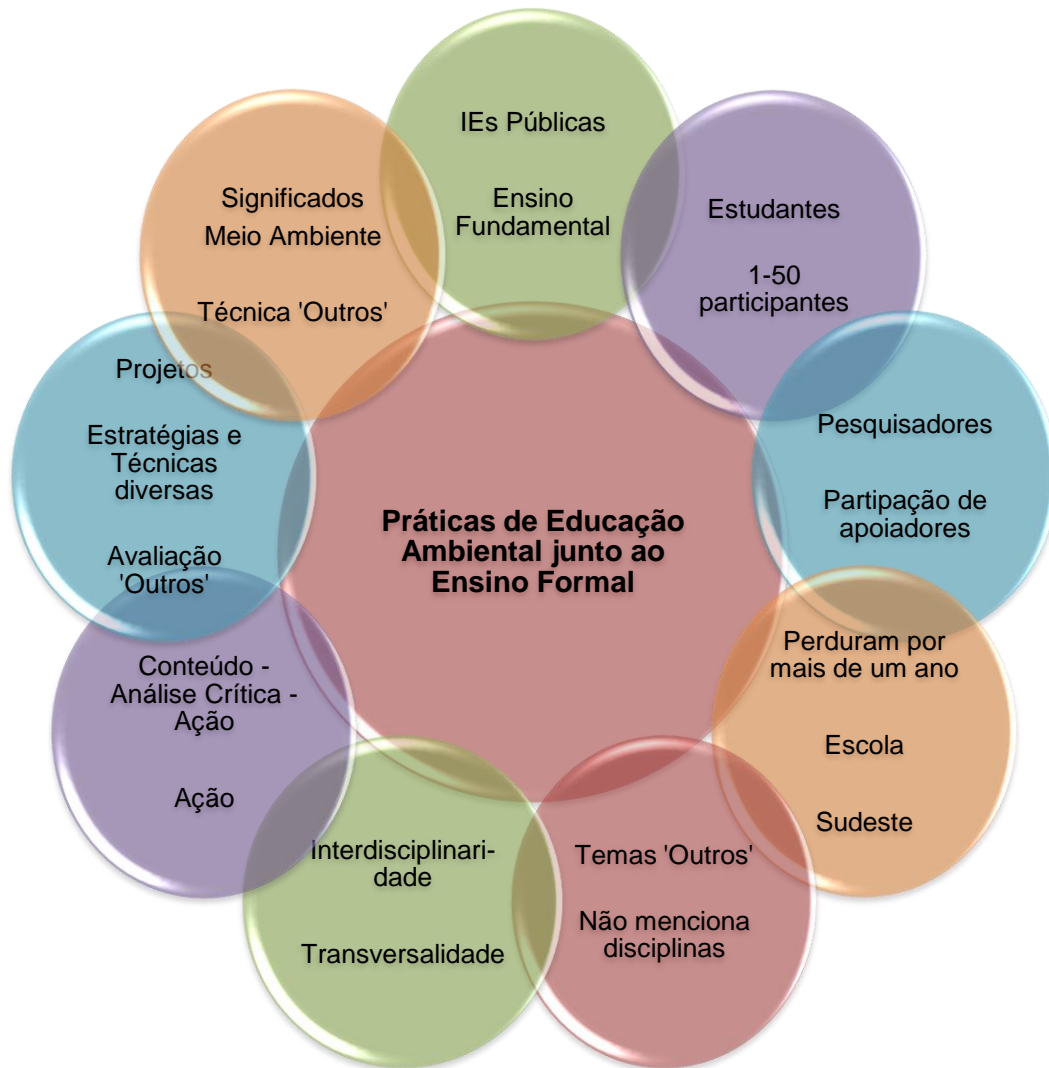 IEs Públicas
Ensino
Fundamental
Estudantes
1-50
participantes
Pesquisadores
Partipação de
apoiadores
Perduram por
mais de um ano
Escola
Sudeste
Temas 'Outros'
Não menciona
disciplinas
Interdisciplinari-
dade
Transversalidade
Conteúdo -
Análise Crítica -
Ação
Ação
Projetos
Estratégias e
Técnicas
diversas
Avaliação
'Outros'
Significados
Meio Ambiente
Técnica 'Outros'
Práticas de Educação
Ambiental junto ao
Ensino Formal